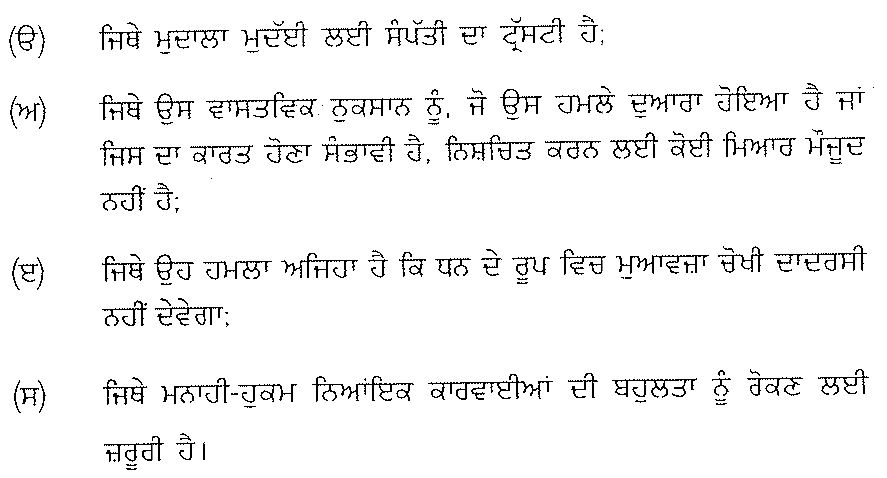 (ੳ) ਜਿਥੇ ਮੁਦਾਲਾ ਮੁਦੱਈ ਲਈ ਸੰਪੱਤੀ ਦਾ ਟ੍ਰੱਸਟੀ ਹੈ;
(ਅ) ਜਿਥੇ ਉਸ ਵਾਸਤਵਿਕ ਨੁਕਸਾਨ ਨੂੰ, ਜੋ ਉਸ ਹਮਲੇ ਦੁਆਰਾ ਹੋਇਆ ਹੈ ਜਾਂ
ਜਿਸ ਦਾ ਕਾਰਤ ਹੋਣਾ ਸੰਭਾਵੀ ਹੈ, ਨਿਸ਼ਚਿਤ ਕਰਨ ਲਈ ਕੋਈ ਮਿਆਰ ਮੌਜੂਦ
ਨਹੀਂ ਹੈ;
(ੲ) ਜਿਥੇ ਉਹ ਹਮਲਾ ਅਜਿਹਾ ਹੈ ਕਿ ਧਨ ਦੇ ਰੂਪ ਵਿਚ ਮੁਆਵਜ਼ਾ ਚੋਖੀ ਦਾਦਰਸੀ
ਨਹੀਂ ਦੇਵੇਗਾ;
(ਸ) ਜਿਥੇ ਮਨਾਹੀ-ਹੁਕਮ ਨਿਆਂਇਕ ਕਾਰਵਾਈਆਂ ਦੀ ਬਹੁਲਤਾ ਨੂੰ ਰੋਕਣ ਲਈ
ਜ਼ਰੂਰੀ ਹੈ।